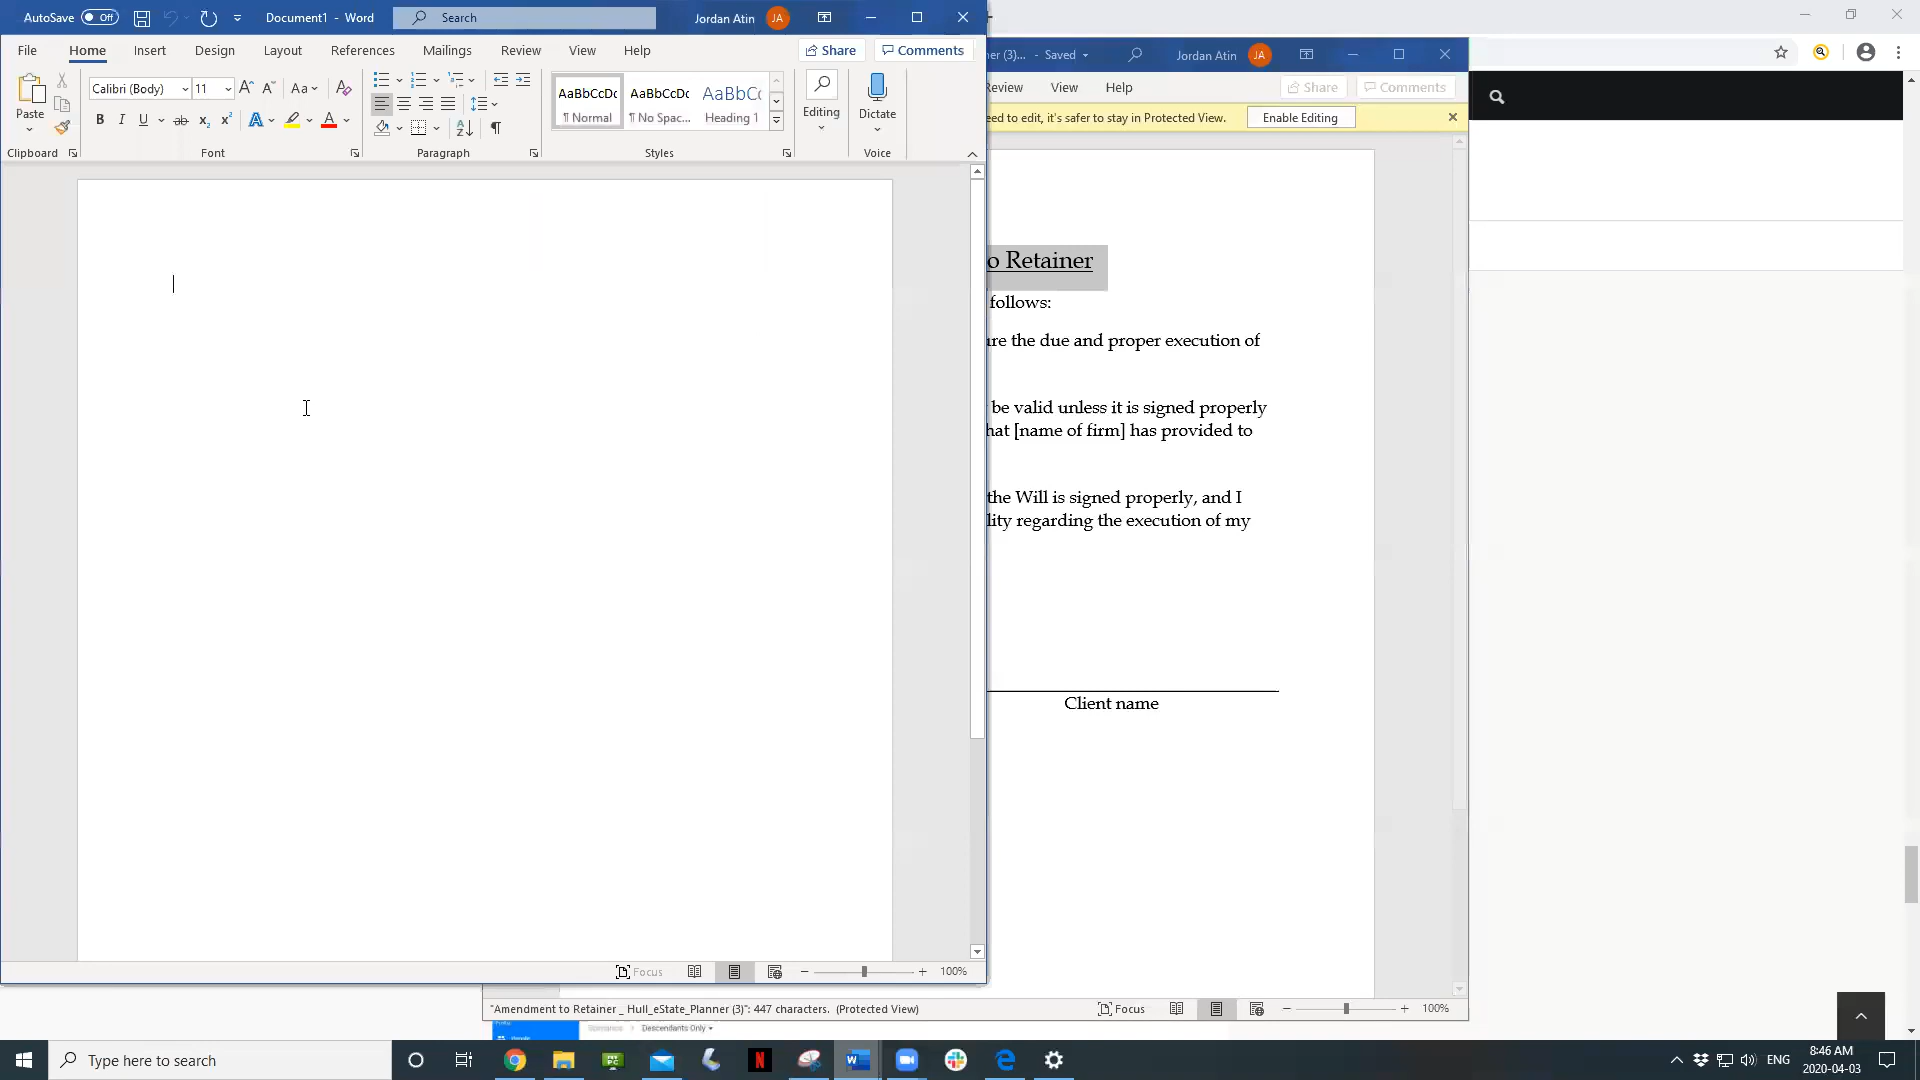 AutoSave Off Document1 - Word Search Jordan Atin JA
File Home Insert Design Layout References Mailings Review View Help Share Comments
Paste
Calibri (Body) 11
Aa
AaBbCcDc AaBbCcDc AaBbCc
¶ Normal ¶ No Spac... Heading 1
Editing
Dictate
Clipboard Font Paragraph Styles Voice
Focus 100%
er (3)... - Saved Jordan Atin JA
Review View Help Share Comments
eed to edit, it's safer to stay in Protected View. Enable Editing
o Retainer
follows:
ure the due and proper execution of
be valid unless it is signed properly
hat [name of firm] has provided to
the Will is signed properly, and I
lity regarding the execution of my
Client name
"Amendment to Retainer _ Hull_eState_Planner (3)": 447 characters. (Protected View) Focus 100%
Descendants Only
Type here to search
ENG
8:46 AM
2020-04-03